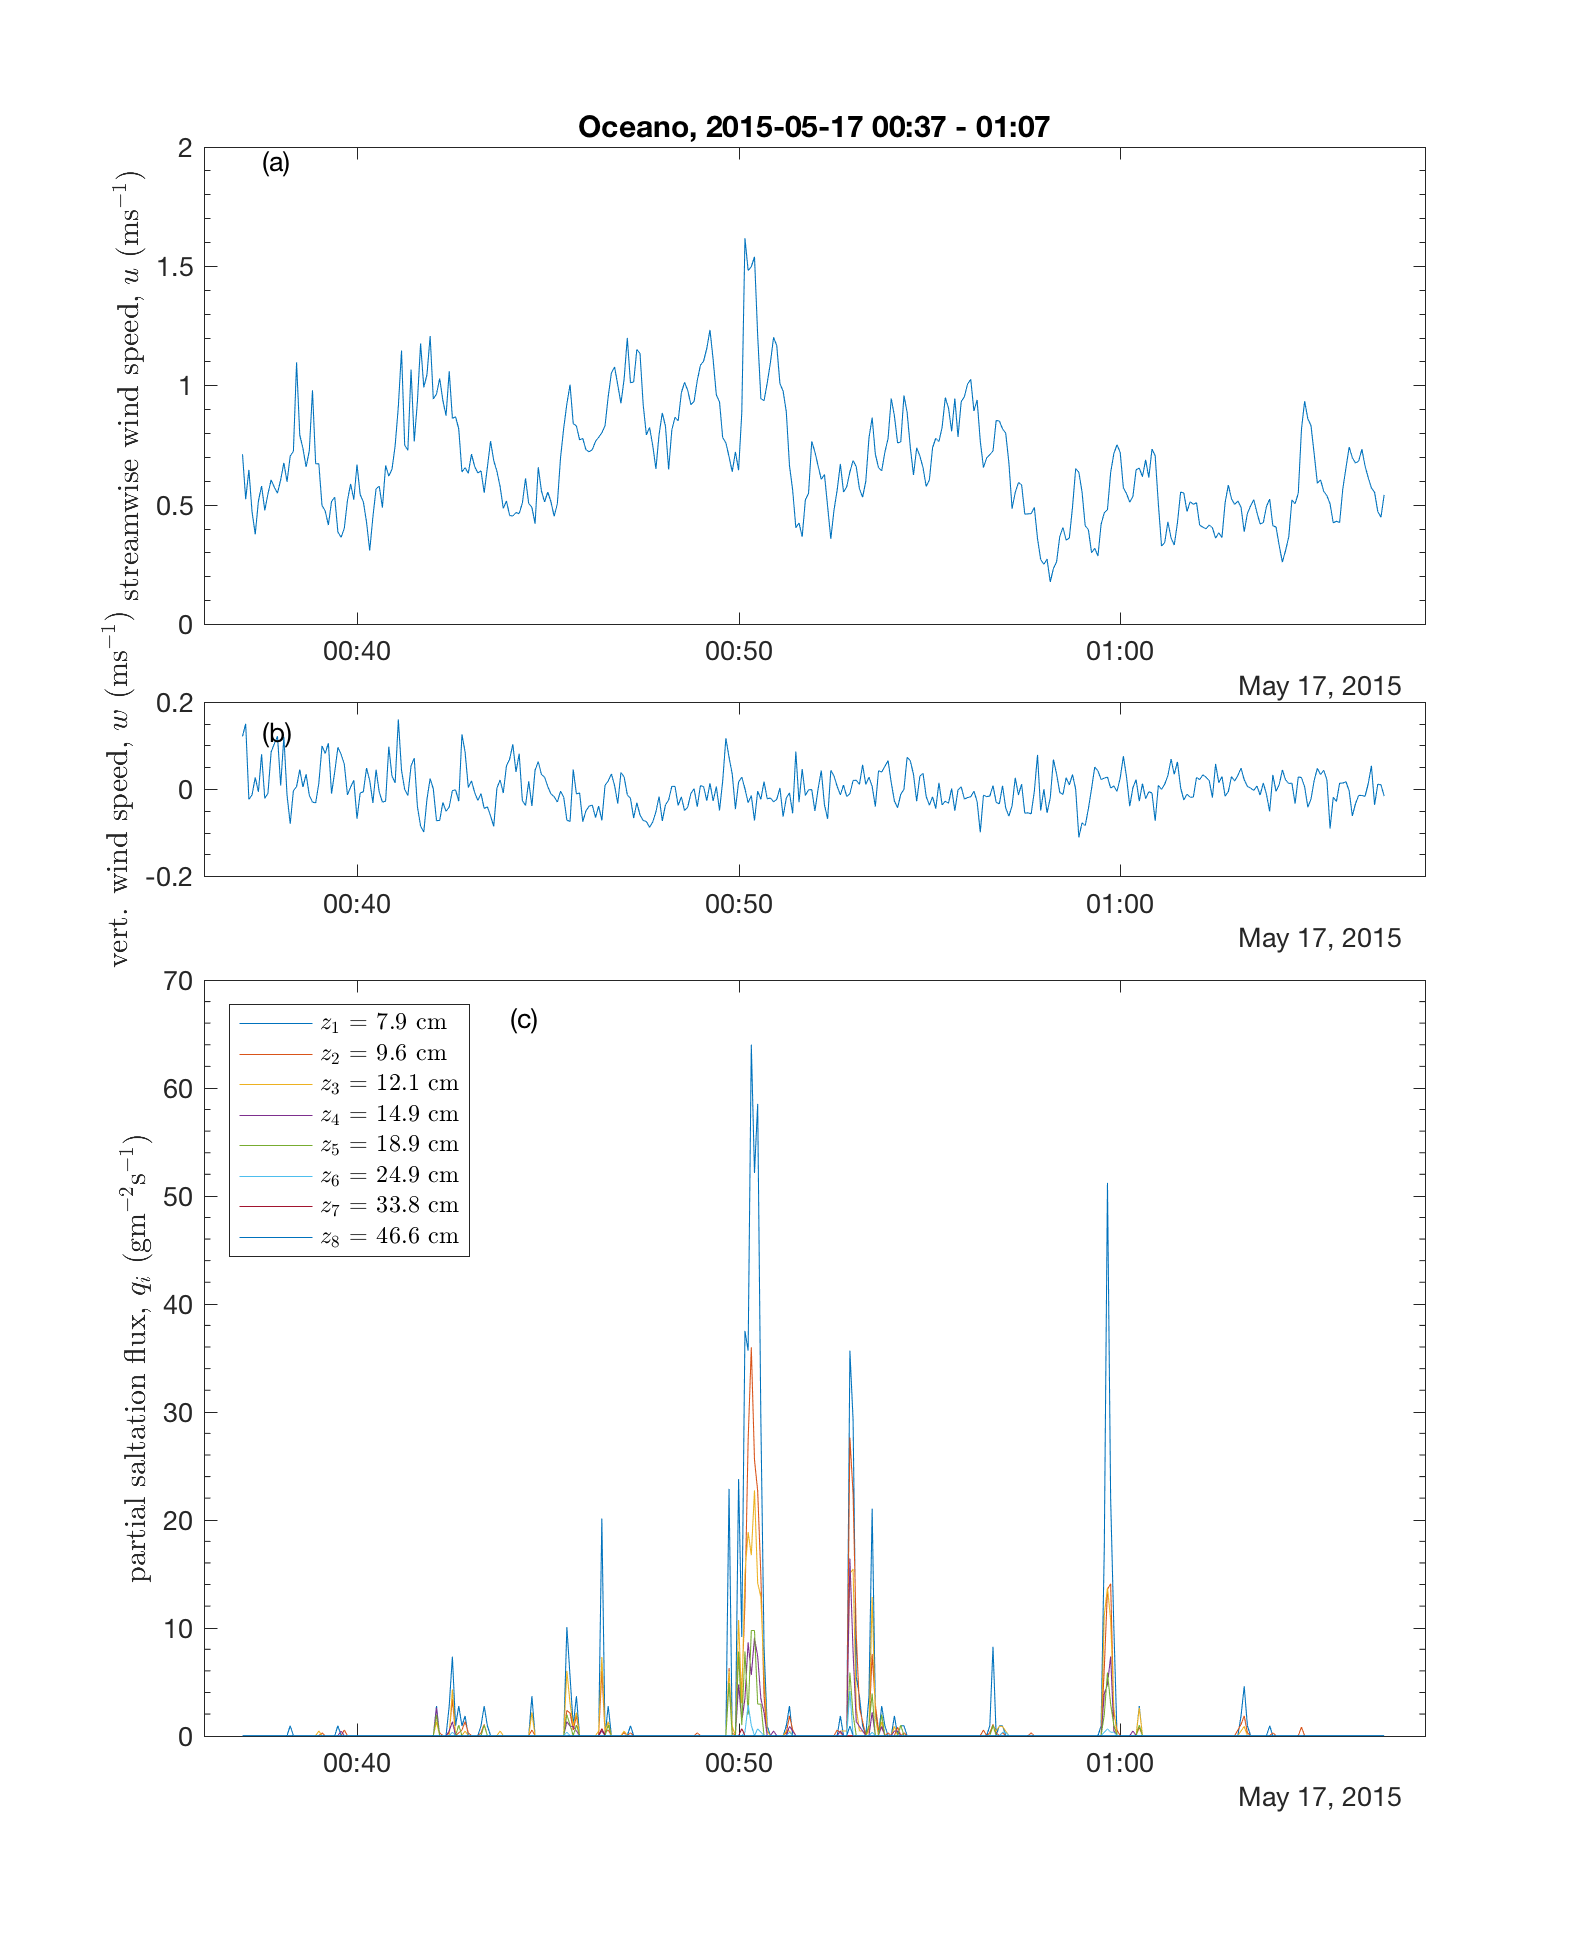 Oceano, 2015-05-17 00:37 - 01:07
(a)
streamwise wind speed, u (ms⁻¹)
2
1.5
1
0.5
0
00:40 00:50 01:00
May 17, 2015
(b)
vert. wind speed, w (ms⁻¹)
0.2
0
-0.2
00:40 00:50 01:00
May 17, 2015
(c)
partial saltation flux, qᵢ (gm⁻²s⁻¹)
70
60
50
40
30
20
10
0
z₁ = 7.9 cm
z₂ = 9.6 cm
z₃ = 12.1 cm
z₄ = 14.9 cm
z₅ = 18.9 cm
z₆ = 24.9 cm
z₇ = 33.8 cm
z₈ = 46.6 cm
00:40 00:50 01:00
May 17, 2015